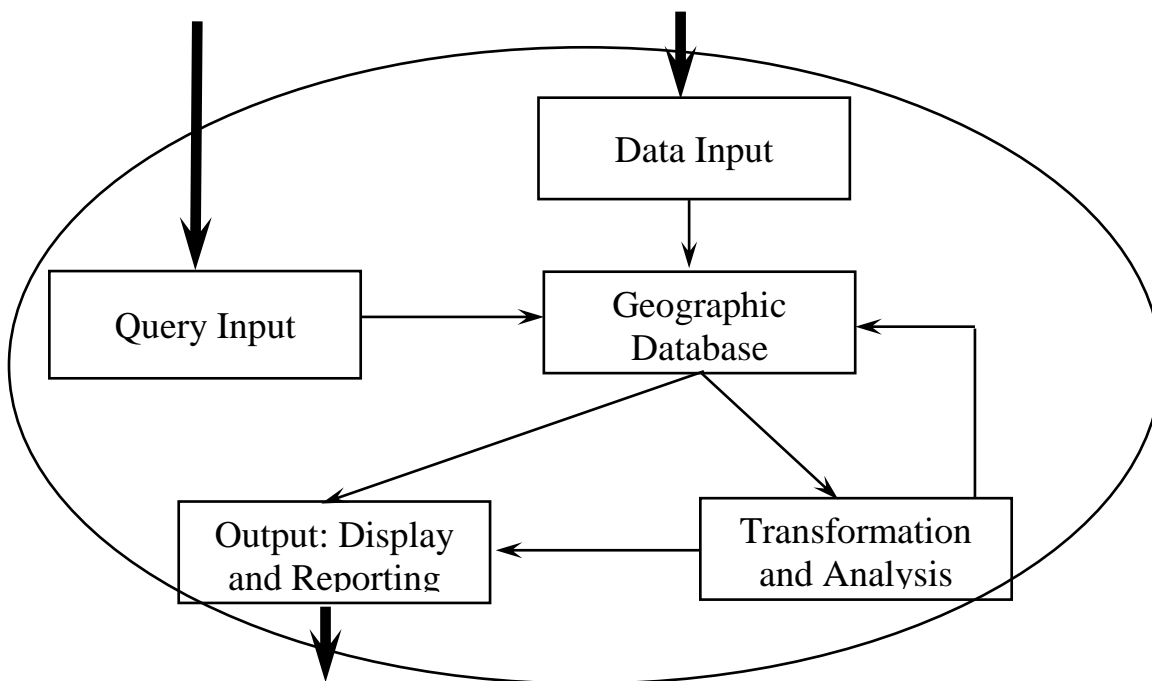 Data Input
Query Input
Geographic
Database
Output: Display
and Reporting
Transformation
and Analysis